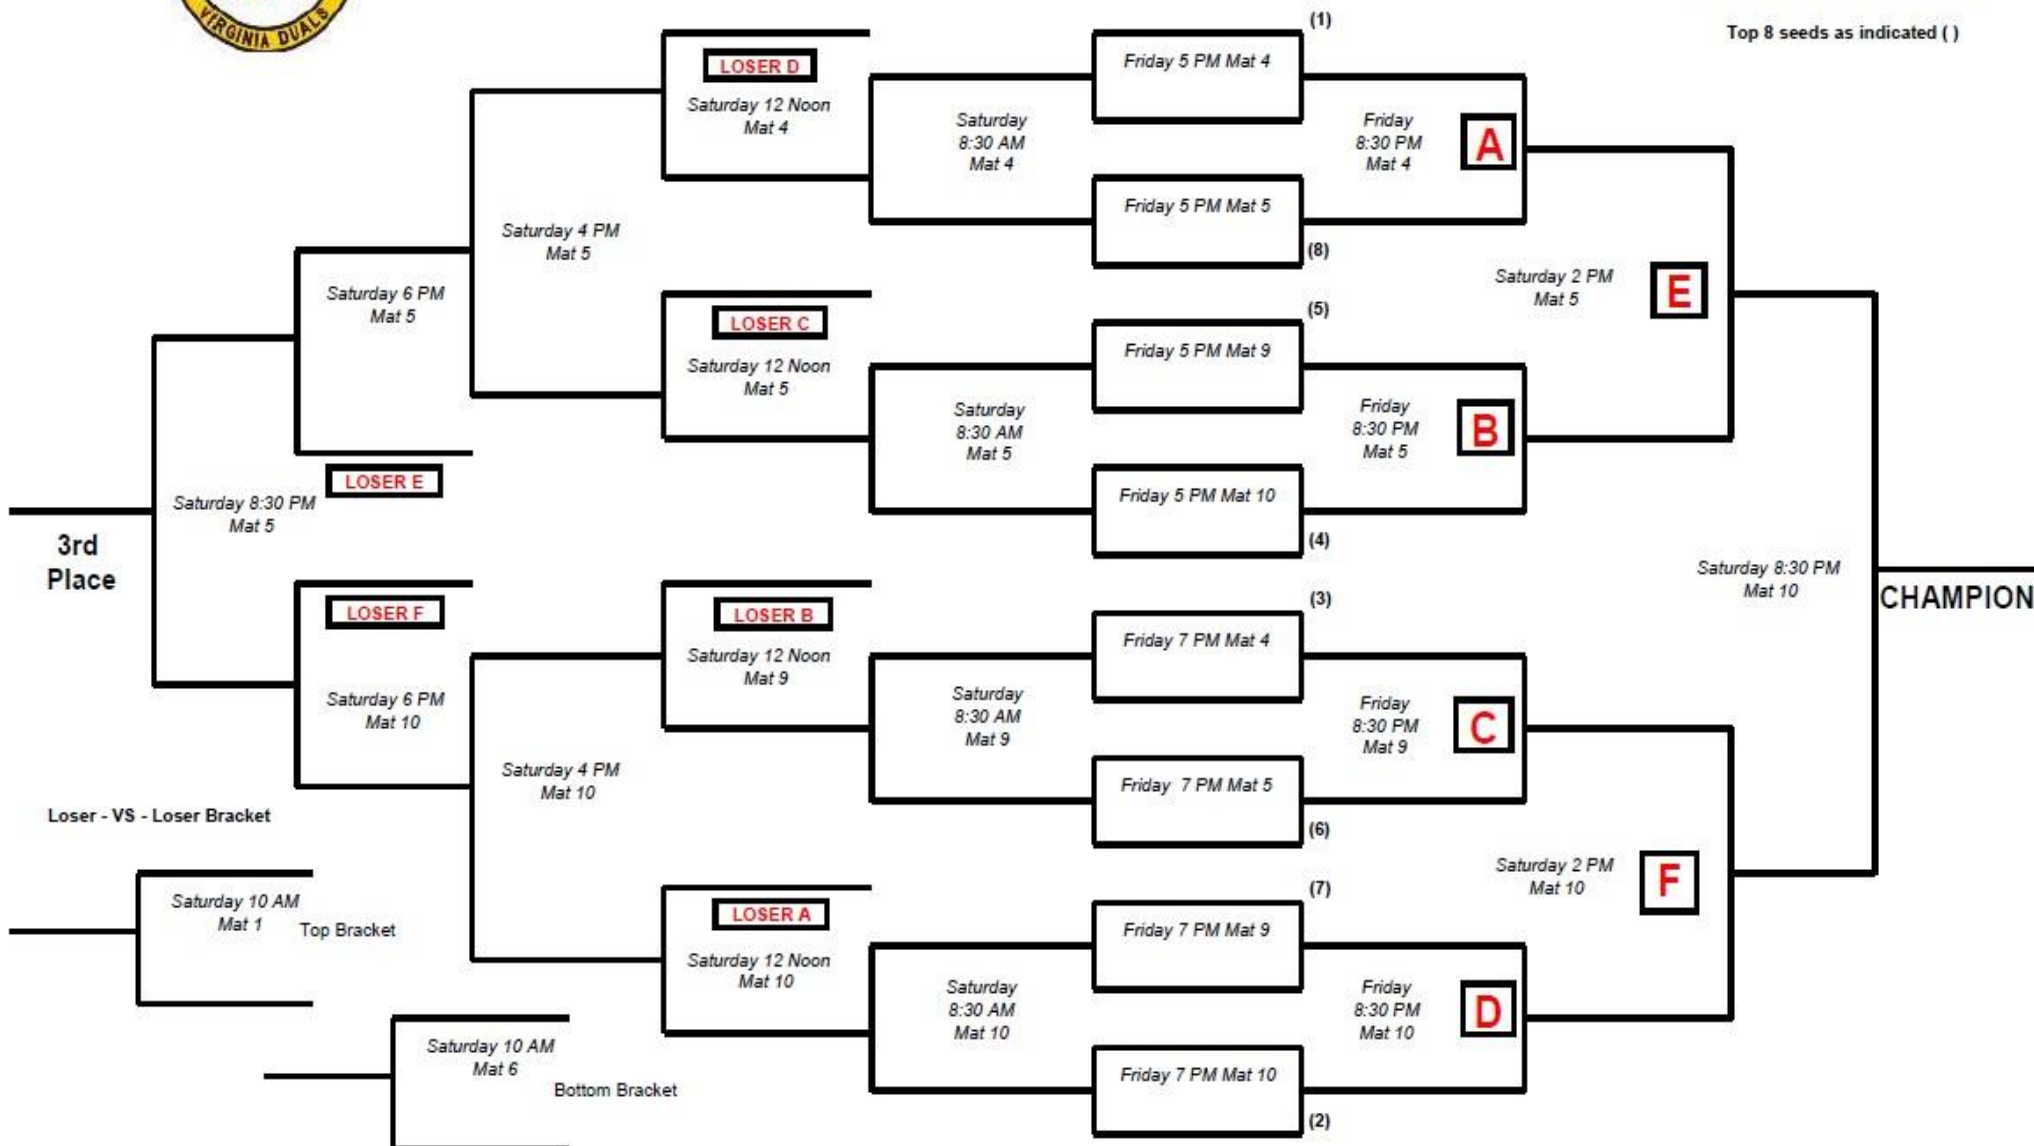 VIRGINIA DUALS
Top 8 seeds as indicated ( )
(1)
LOSER D
Saturday 12 Noon
Mat 4
Friday 5 PM Mat 4
Saturday
8:30 AM
Mat 4
Friday
8:30 PM
Mat 4
A
Friday 5 PM Mat 5
(8)
Saturday 4 PM
Mat 5
Saturday 2 PM
Mat 5
E
Saturday 6 PM
Mat 5
LOSER C
Saturday 12 Noon
Mat 5
(5)
Friday 5 PM Mat 9
Saturday
8:30 AM
Mat 5
Friday
8:30 PM
Mat 5
B
LOSER E
Friday 5 PM Mat 10
(4)
Saturday 8:30 PM
Mat 5
3rd
Place
Saturday 8:30 PM
Mat 10
CHAMPION
LOSER F
Saturday 6 PM
Mat 10
LOSER B
Saturday 12 Noon
Mat 9
(3)
Friday 7 PM Mat 4
Saturday
8:30 AM
Mat 9
Friday
8:30 PM
Mat 9
C
Saturday 4 PM
Mat 10
Friday 7 PM Mat 5
(6)
Loser - VS - Loser Bracket
Saturday 2 PM
Mat 10
F
Saturday 10 AM
Mat 1
Top Bracket
LOSER A
Saturday 12 Noon
Mat 10
(7)
Friday 7 PM Mat 9
Saturday
8:30 AM
Mat 10
Friday
8:30 PM
Mat 10
D
Saturday 10 AM
Mat 6
Bottom Bracket
Friday 7 PM Mat 10
(2)